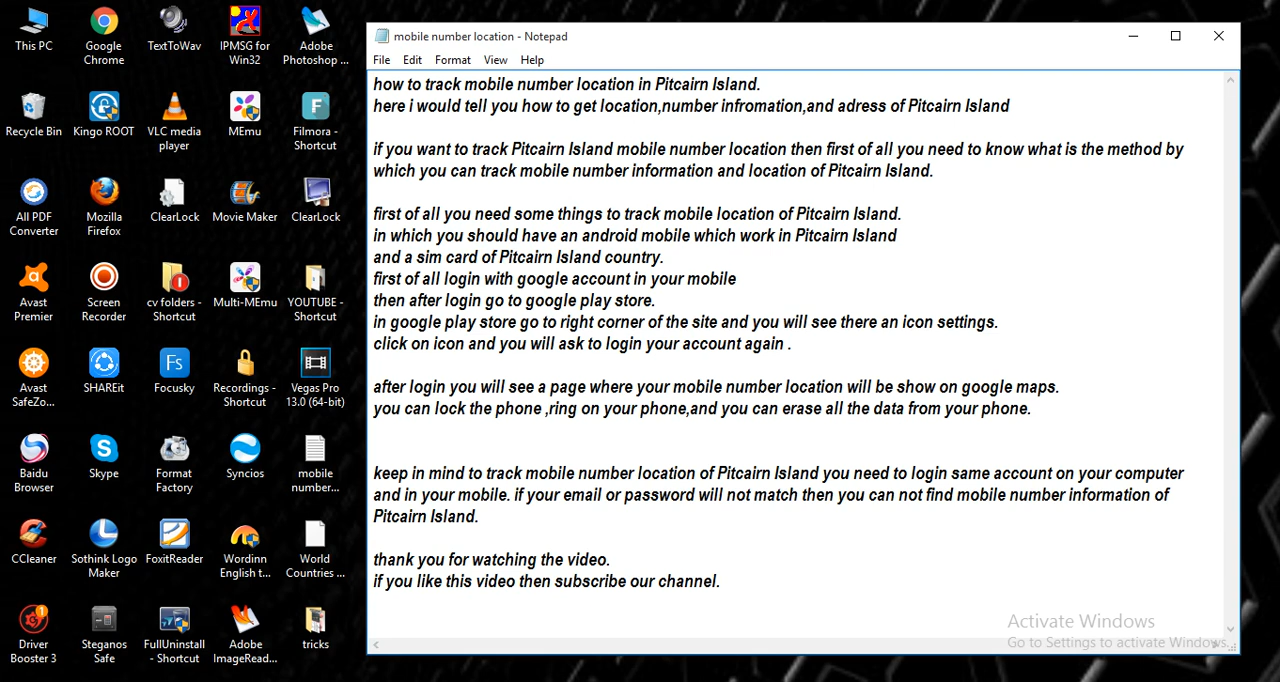 This PC
Google Chrome
TextToWav
IPMSG for Win32
Adobe Photoshop ...
Recycle Bin
Kingo ROOT
VLC media player
MEmu
Filmora - Shortcut
All PDF Converter
Mozilla Firefox
ClearLock
Movie Maker
ClearLock
Avast Premier
Screen Recorder
cv folders - Shortcut
Multi-MEmu
YOUTUBE - Shortcut
Avast SafeZo...
SHAREit
Focusky
Recordings - Shortcut
Vegas Pro 13.0 (64-bit)
Baidu Browser
Skype
Format Factory
Syncios
mobile number...
CCleaner
Sothink Logo Maker
FoxitReader
Wordinn English t...
World Countries ...
Driver Booster 3
Steganos Safe
FullUninstall - Shortcut
Adobe ImageRead...
tricks
mobile number location - Notepad
File Edit Format View Help
how to track mobile number location in Pitcairn Island.
here i would tell you how to get location,number infromation,and adress of Pitcairn Island
if you want to track Pitcairn Island mobile number location then first of all you need to know what is the method by
which you can track mobile number information and location of Pitcairn Island.
first of all you need some things to track mobile location of Pitcairn Island.
in which you should have an android mobile which work in Pitcairn Island
and a sim card of Pitcairn Island country.
first of all login with google account in your mobile
then after login go to google play store.
in google play store go to right corner of the site and you will see there an icon settings.
click on icon and you will ask to login your account again .
after login you will see a page where your mobile number location will be show on google maps.
you can lock the phone ,ring on your phone,and you can erase all the data from your phone.
keep in mind to track mobile number location of Pitcairn Island you need to login same account on your computer
and in your mobile. if your email or password will not match then you can not find mobile number information of
Pitcairn Island.
thank you for watching the video.
if you like this video then subscribe our channel.
Activate Windows
Go to Settings to activate Windows.